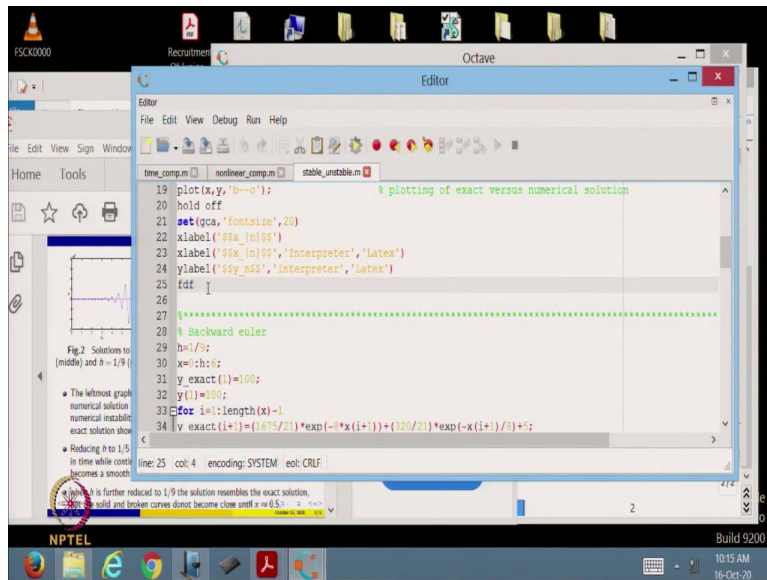 FSCK0000
Recruitmen
Octave
Editor
Editor
File Edit View Debug Run Help
time_comp.m nonlinear_comp.m stable_unstable.m
19 plot(x,y,'b--o'); % plotting of exact versus numerical solution
20 hold off
21 set(gca,'fontsize',20)
22 xlabel('$$x_{n}$$')
23 xlabel('$$x_{n}$$','Interpreter','Latex')
24 ylabel('$$y_n$$','Interpreter','Latex')
25 fdf
26
27 %**************************************************************************************************
28 % Backward euler
29 h=1/9;
30 x=0:h:6;
31 y_exact(1)=100;
32 y(1)=100;
33 for i=1:length(x)-1
34 y_exact(i+1)=(1675/21)*exp(-8*x(i+1))+(320/21)*exp(-x(i+1)/8)+5;
line: 25 col: 4 encoding: SYSTEM eol: CRLF
ile Edit View Sign Window
Home Tools
Fig.2 Solutions to
(middle) and h = 1/9 (
The leftmost graph
numerical solution
numerical instabilit
exact solution show
Reducing h to 1/5
in time while contin
becomes a smooth
When h is further reduced to 1/9 the solution resembles the exact solution,
solid and broken curves donot become close until x ≈ 0.5.
October 15, 2020
2/2
2
NPTEL
Build 9200
10:15 AM
16-Oct-20